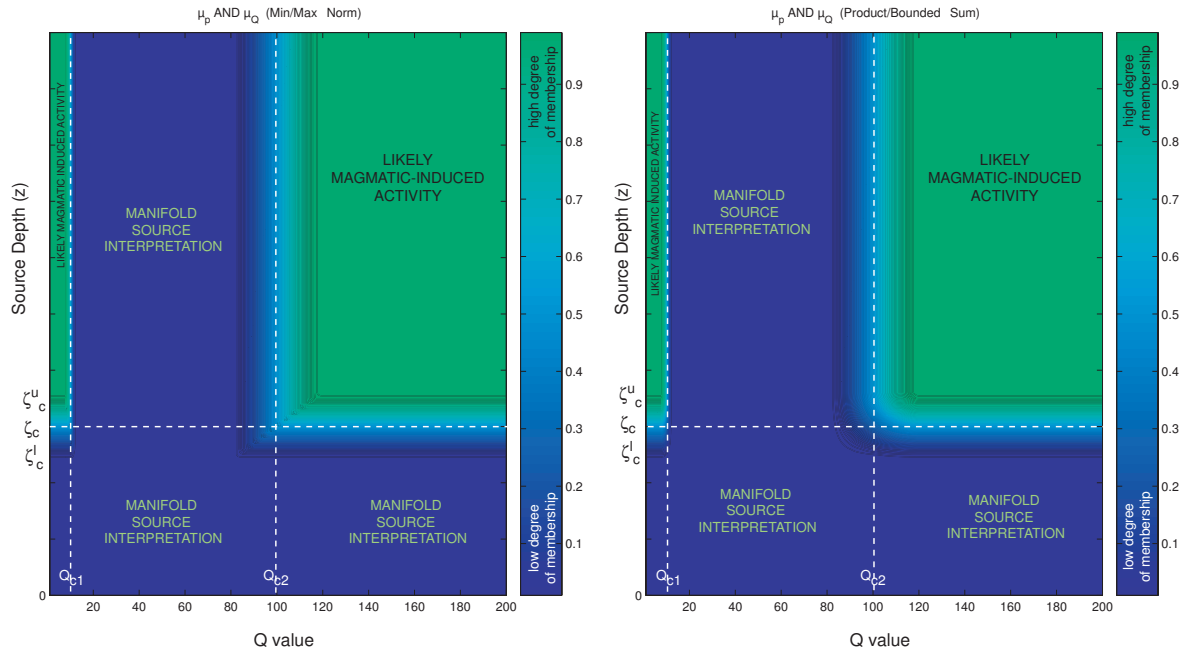 μp AND μQ (Min/Max Norm)
LIKELY MAGMATIC INDUCED ACTIVITY
MANIFOLD
SOURCE
INTERPRETATION
LIKELY
MAGMATIC-INDUCED
ACTIVITY
Source Depth (z)
ζcu
ζc
ζcl
MANIFOLD
SOURCE
INTERPRETATION
MANIFOLD
SOURCE
INTERPRETATION
Qc1
Qc2
0
20 40 60 80 100 120 140 160 180 200
Q value
high degree
of membership
low degree
of membership
0.9
0.8
0.7
0.6
0.5
0.4
0.3
0.2
0.1
μp AND μQ (Product/Bounded Sum)
LIKELY MAGMATIC INDUCED ACTIVITY
MANIFOLD
SOURCE
INTERPRETATION
LIKELY
MAGMATIC-INDUCED
ACTIVITY
Source Depth (z)
ζcu
ζc
ζcl
MANIFOLD
SOURCE
INTERPRETATION
MANIFOLD
SOURCE
INTERPRETATION
Qc1
Qc2
0
20 40 60 80 100 120 140 160 180 200
Q value
high degree
of membership
low degree
of membership
0.9
0.8
0.7
0.6
0.5
0.4
0.3
0.2
0.1